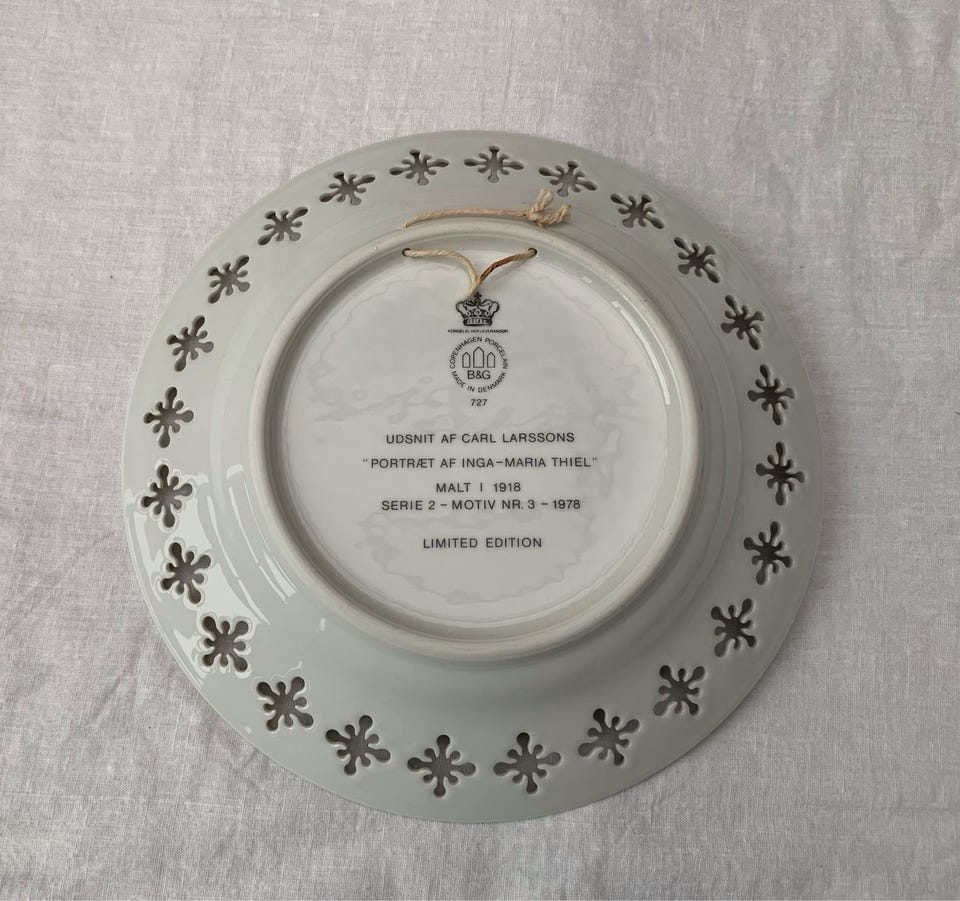 KONGELIG HOFLEVERANDØR
COPENHAGEN PORCELAIN
B&G
MADE IN DENMARK
727
UDSNIT AF CARL LARSSONS
"PORTRÆT AF INGA-MARIA THIEL"
MALT I 1918
SERIE 2 - MOTIV NR. 3 - 1978
LIMITED EDITION